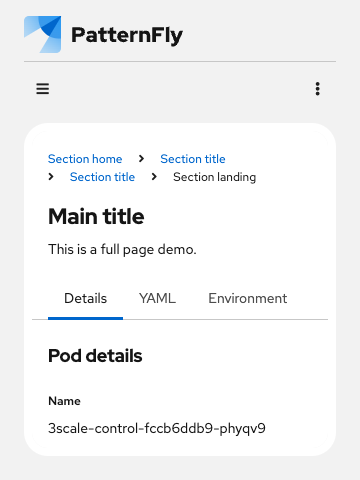 PatternFly
Section home Section title
Section title Section landing
Main title
This is a full page demo.
Details YAML Environment
Pod details
Name
3scale-control-fccb6ddb9-phyqv9